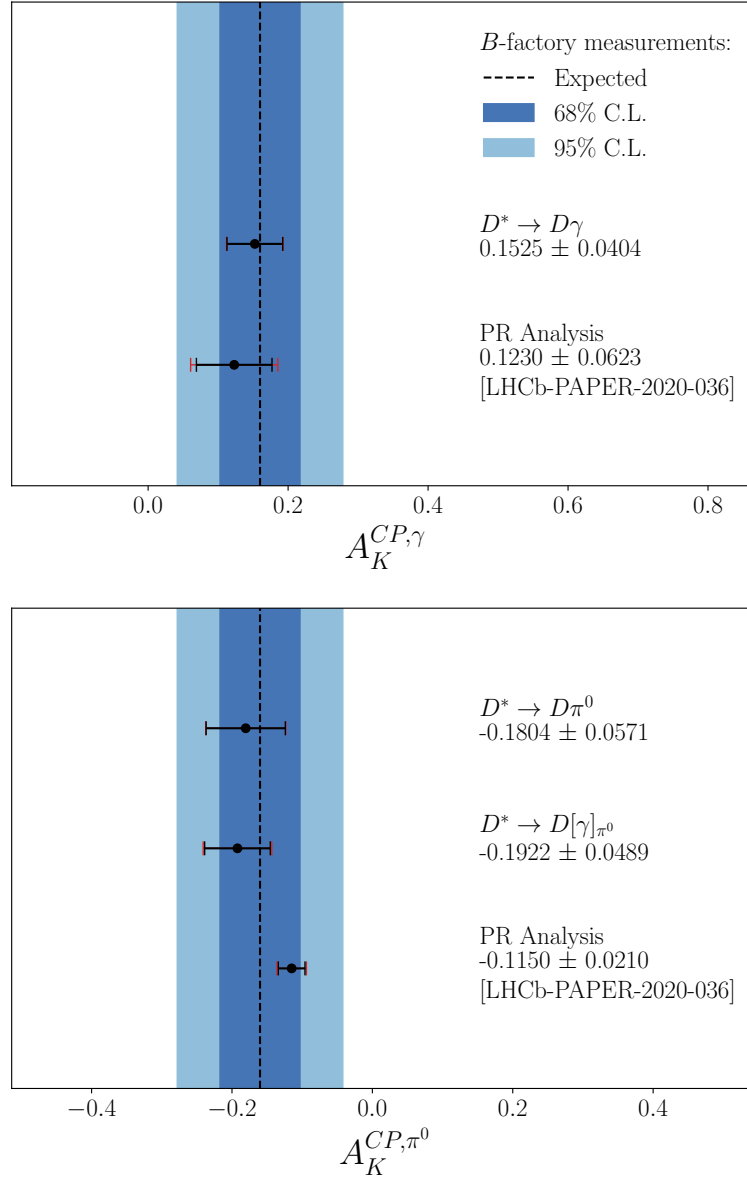 B-factory measurements:
Expected
68% C.L.
95% C.L.
D* → Dγ
0.1525 ± 0.0404
PR Analysis
0.1230 ± 0.0623
[LHCb-PAPER-2020-036]
0.0 0.2 0.4 0.6 0.8
A_K^{CP,γ}
D* → Dπ⁰
-0.1804 ± 0.0571
D* → D[γ]_{π⁰}
-0.1922 ± 0.0489
PR Analysis
-0.1150 ± 0.0210
[LHCb-PAPER-2020-036]
−0.4 −0.2 0.0 0.2 0.4
A_K^{CP,π⁰}